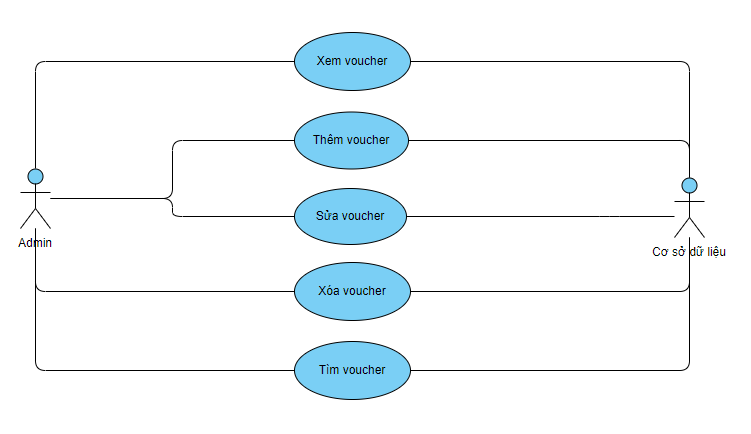 Xem voucher
Thêm voucher
Sửa voucher
Admin
Cơ sở dữ liệu
Xóa voucher
Tìm voucher